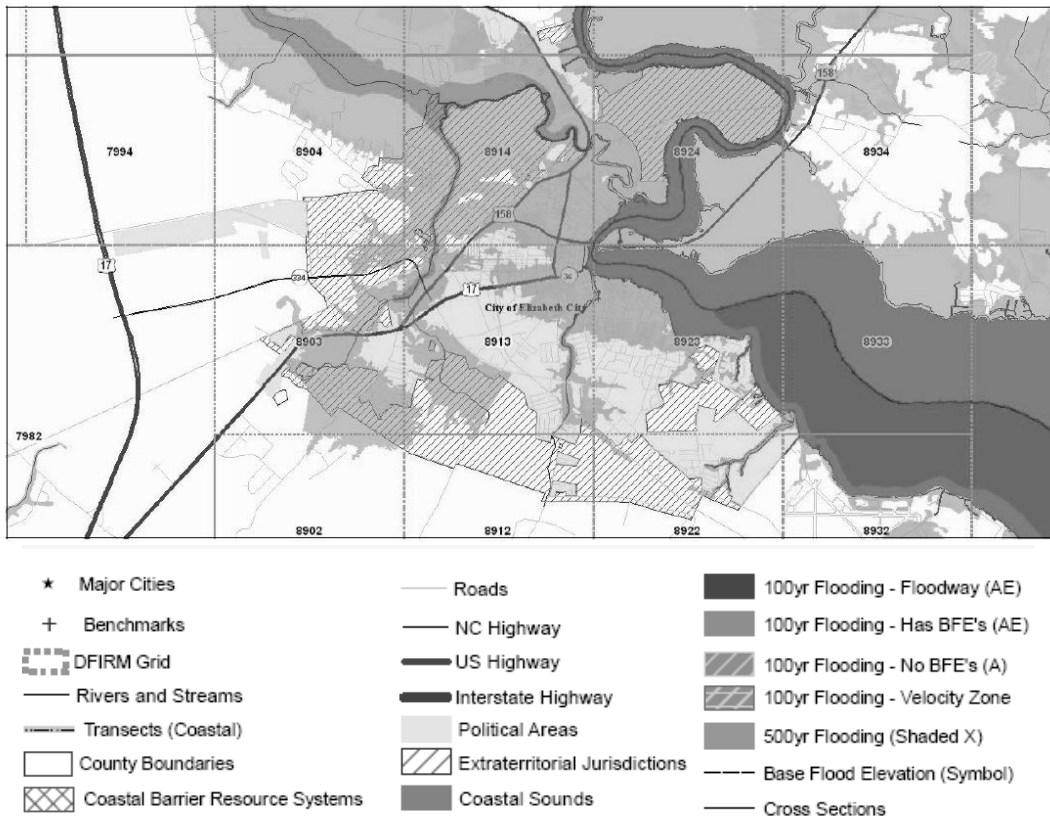 158
7994
8904
8914
8924
8934
158
17
334
17
34
City of Elizabeth City
8903
8913
8923
8933
7982
8902
8912
8922
8932
Major Cities
Benchmarks
DFIRM Grid
Rivers and Streams
Transects (Coastal)
County Boundaries
Coastal Barrier Resource Systems
Roads
NC Highway
US Highway
Interstate Highway
Political Areas
Extraterritorial Jurisdictions
Coastal Sounds
100yr Flooding - Floodway (AE)
100yr Flooding - Has BFE's (AE)
100yr Flooding - No BFE's (A)
100yr Flooding - Velocity Zone
500yr Flooding (Shaded X)
Base Flood Elevation (Symbol)
Cross Sections